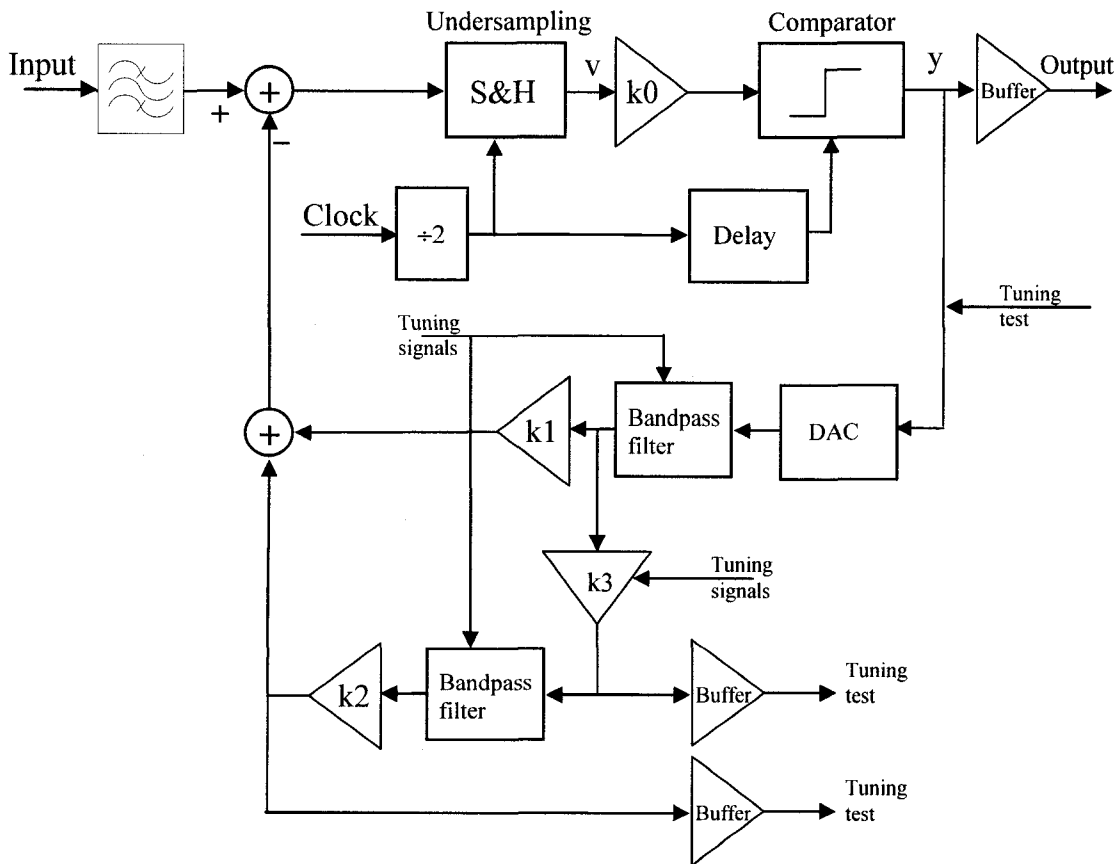 Undersampling
Comparator
Input
+
+
−
S&H
v
k0
y
Buffer
Output
Clock
÷2
Delay
Tuning
test
Tuning
signals
+
k1
Bandpass
filter
DAC
k3
Tuning
signals
k2
Bandpass
filter
Buffer
Tuning
test
Buffer
Tuning
test